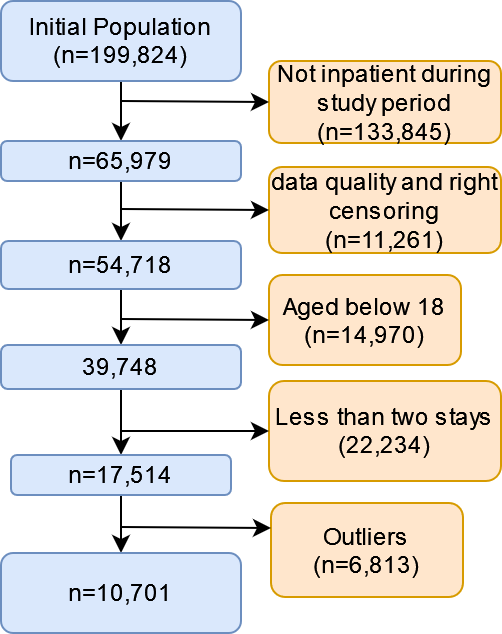 Initial Population
(n=199,824)
Not inpatient during
study period
(n=133,845)
n=65,979
data quality and right
censoring
(n=11,261)
n=54,718
Aged below 18
(n=14,970)
39,748
Less than two stays
(22,234)
n=17,514
Outliers
(n=6,813)
n=10,701